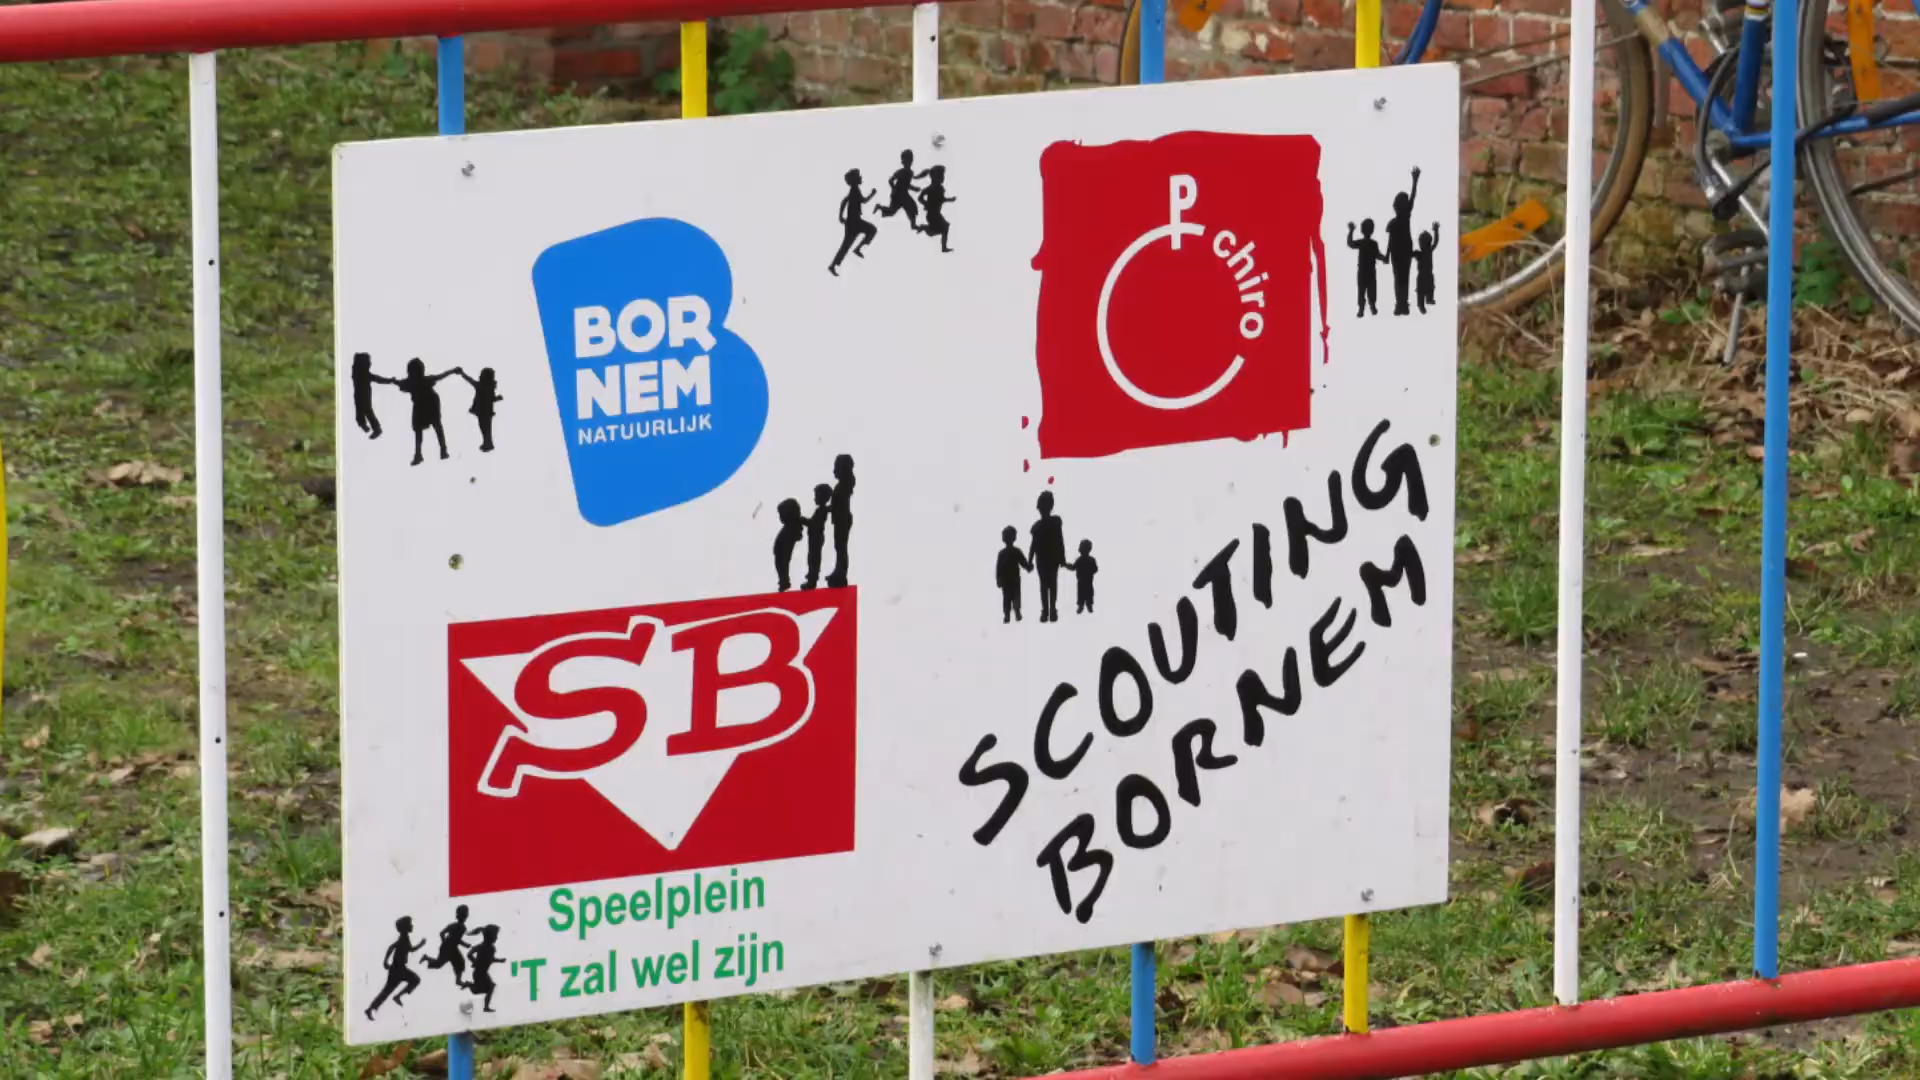 BOR
NEM
NATUURLIJK
P
chiro
SB
Speelplein
'T zal wel zijn
SCOUTING
BORNEM